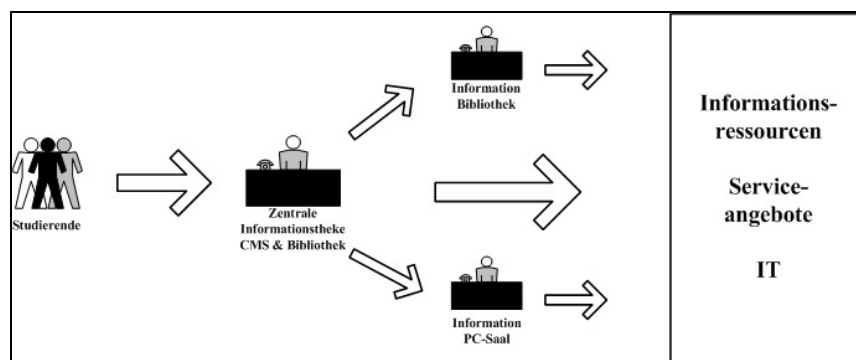 Studierende
Zentrale
Informationstheke
CMS & Bibliothek
Information
Bibliothek
Information
PC-Saal
Informations-
ressourcen
Service-
angebote
IT